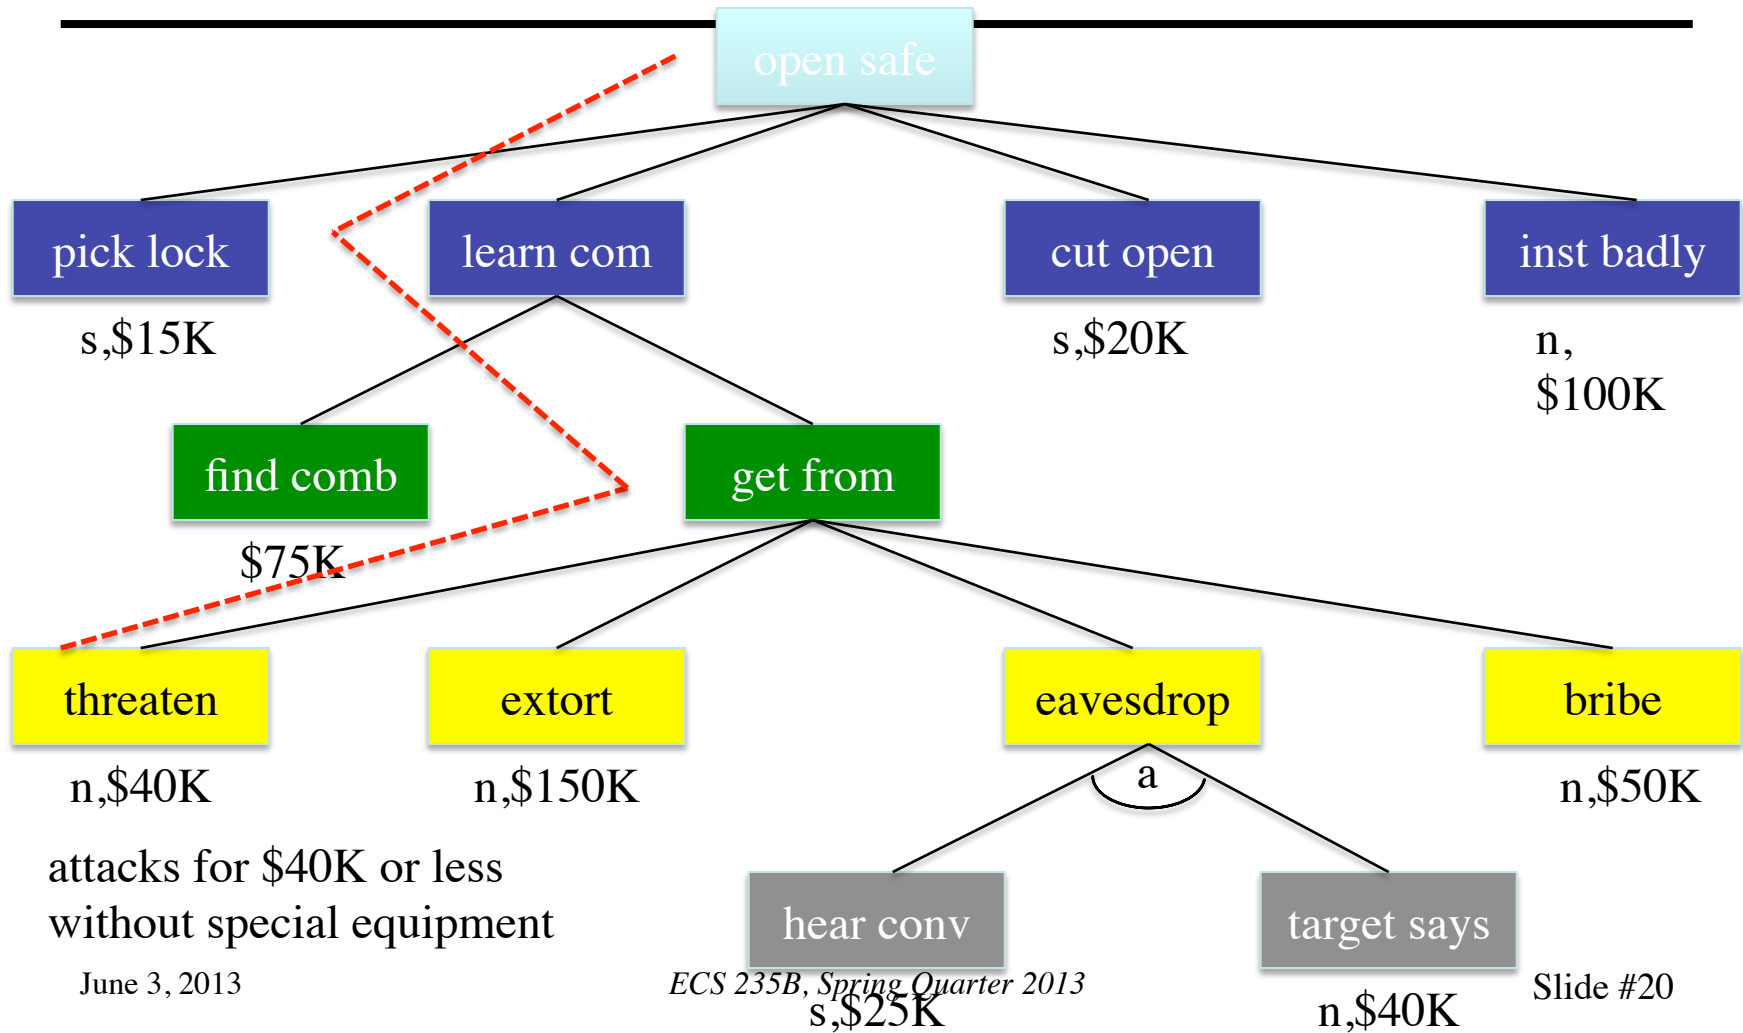 open safe
pick lock
learn com
cut open
inst badly
s,$15K
s,$20K
n,
$100K
find comb
get from
$75K
threaten
extort
eavesdrop
bribe
n,$40K
n,$150K
a
n,$50K
attacks for $40K or less
without special equipment
hear conv
target says
s,$25K
n,$40K
June 3, 2013
ECS 235B, Spring Quarter 2013
Slide #20